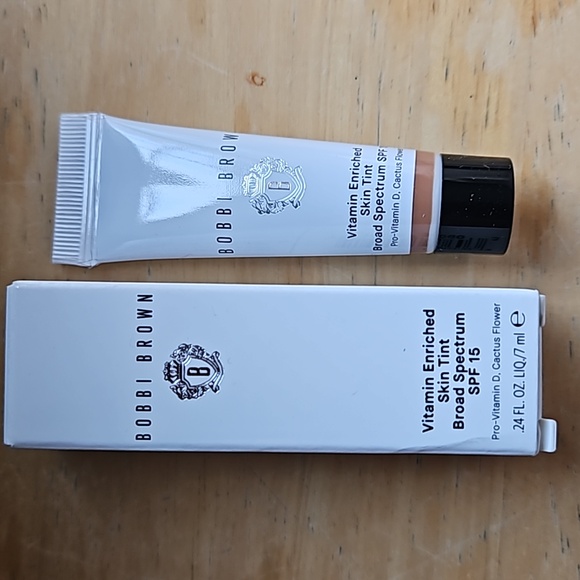 BOBBI BROWN
B
Vitamin Enriched
Skin Tint
Broad Spectrum SPF
Pro-Vitamin D, Cactus Flower
BOBBI BROWN
B
Vitamin Enriched
Skin Tint
Broad Spectrum
SPF 15
Pro-Vitamin D, Cactus Flower
.24 FL. OZ. LIQ./7 ml ℮